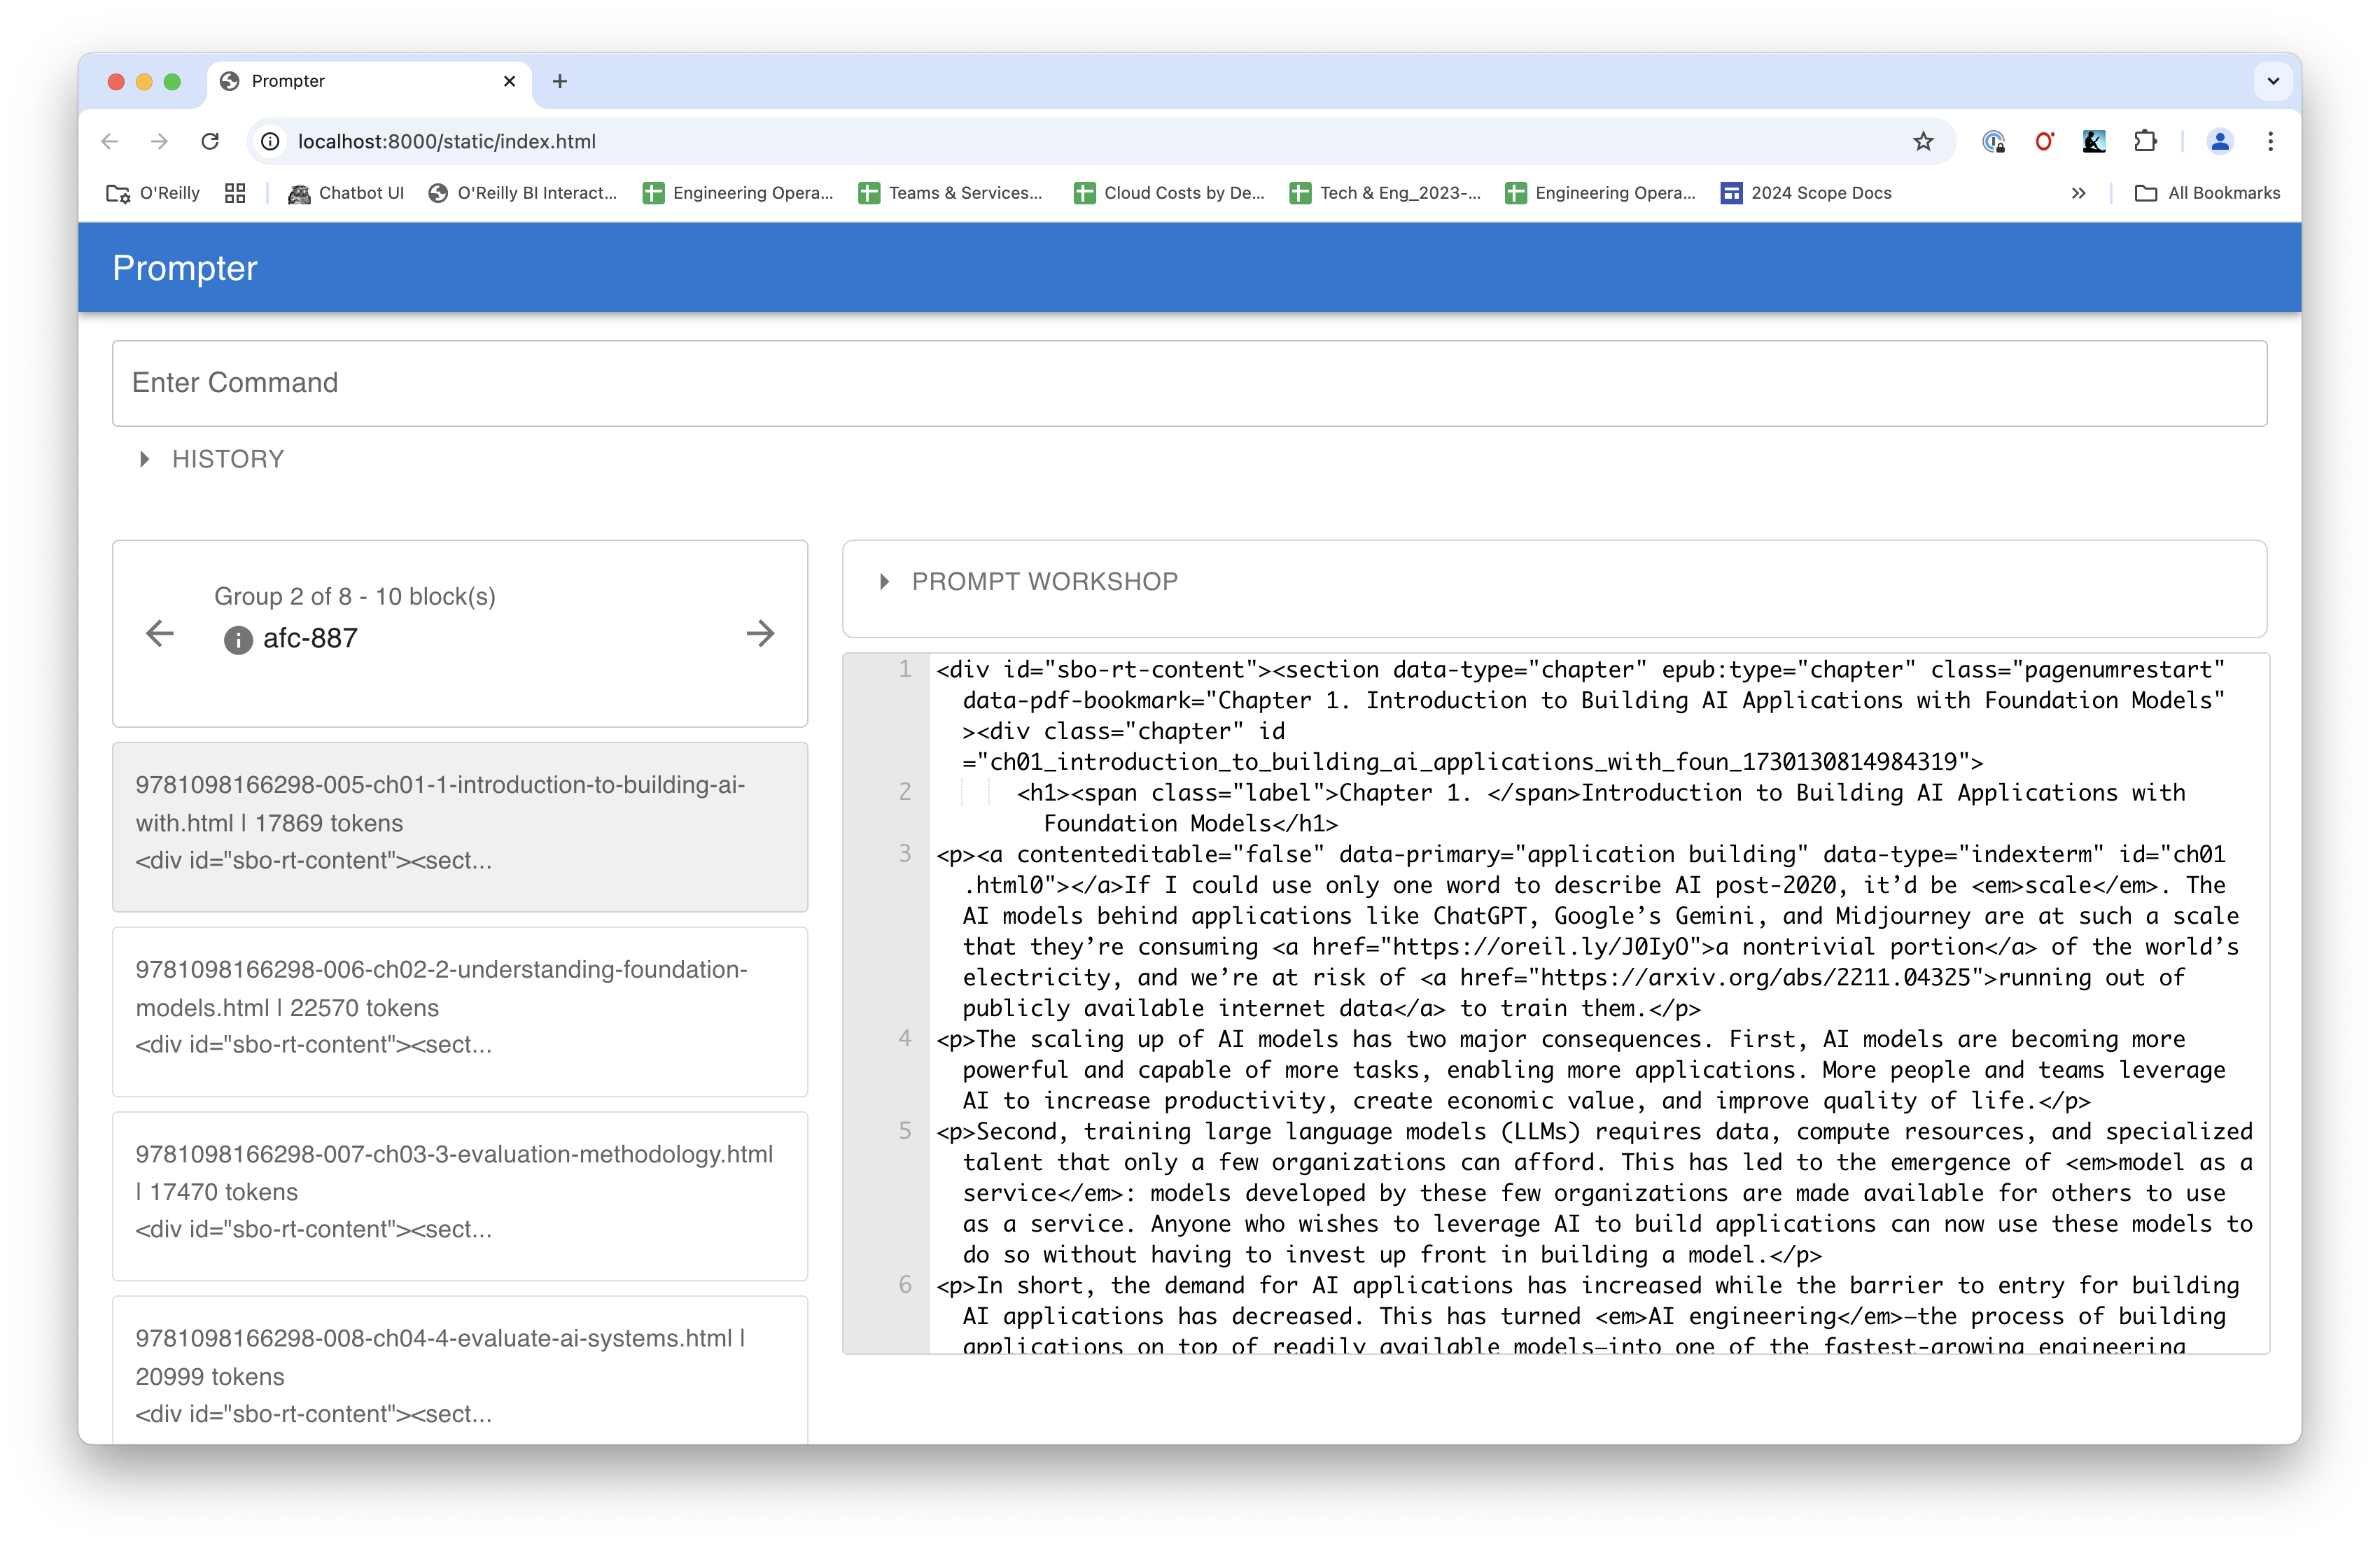 Prompter
localhost:8000/static/index.html
O'Reilly
Chatbot UI
O'Reilly BI Interact...
Engineering Opera...
Teams & Services...
Cloud Costs by De...
Tech & Eng_2023-...
Engineering Opera...
2024 Scope Docs
All Bookmarks
Prompter
Enter Command
HISTORY
Group 2 of 8 - 10 block(s)
afc-887
9781098166298-005-ch01-1-introduction-to-building-ai-
with.html | 17869 tokens
<div id="sbo-rt-content"><sect...
9781098166298-006-ch02-2-understanding-foundation-
models.html | 22570 tokens
<div id="sbo-rt-content"><sect...
9781098166298-007-ch03-3-evaluation-methodology.html
| 17470 tokens
<div id="sbo-rt-content"><sect...
9781098166298-008-ch04-4-evaluate-ai-systems.html |
20999 tokens
<div id="sbo-rt-content"><sect...
PROMPT WORKSHOP
1 <div id="sbo-rt-content"><section data-type="chapter" epub:type="chapter" class="pagenumrestart"
data-pdf-bookmark="Chapter 1. Introduction to Building AI Applications with Foundation Models"
><div class="chapter" id
="ch01_introduction_to_building_ai_applications_with_foun_1730130814984319">
2 <h1><span class="label">Chapter 1. </span>Introduction to Building AI Applications with
Foundation Models</h1>
3 <p><a contenteditable="false" data-primary="application building" data-type="indexterm" id="ch01
.html0"></a>If I could use only one word to describe AI post-2020, it’d be <em>scale</em>. The
AI models behind applications like ChatGPT, Google’s Gemini, and Midjourney are at such a scale
that they’re consuming <a href="https://oreil.ly/J0IyO">a nontrivial portion</a> of the world’s
electricity, and we’re at risk of <a href="https://arxiv.org/abs/2211.04325">running out of
publicly available internet data</a> to train them.</p>
4 <p>The scaling up of AI models has two major consequences. First, AI models are becoming more
powerful and capable of more tasks, enabling more applications. More people and teams leverage
AI to increase productivity, create economic value, and improve quality of life.</p>
5 <p>Second, training large language models (LLMs) requires data, compute resources, and specialized
talent that only a few organizations can afford. This has led to the emergence of <em>model as a
service</em>: models developed by these few organizations are made available for others to use
as a service. Anyone who wishes to leverage AI to build applications can now use these models to
do so without having to invest up front in building a model.</p>
6 <p>In short, the demand for AI applications has increased while the barrier to entry for building
AI applications has decreased. This has turned <em>AI engineering</em>—the process of building
applications on top of readily available models—into one of the fastest-growing engineering